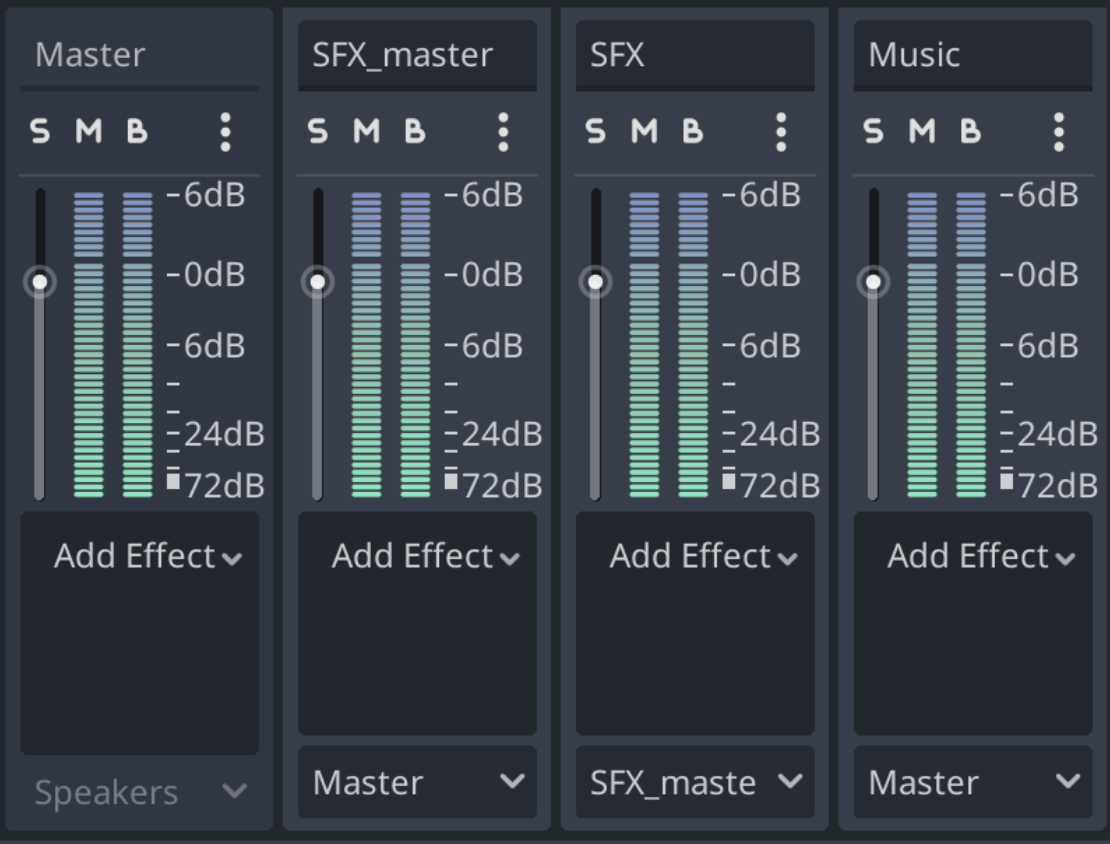 Master
S M B
-6dB
-0dB
-6dB
-24dB
72dB
Add Effect
Speakers
SFX_master
S M B
-6dB
-0dB
-6dB
-24dB
72dB
Add Effect
Master
SFX
S M B
-6dB
-0dB
-6dB
-24dB
72dB
Add Effect
SFX_maste
Music
S M B
-6dB
-0dB
-6dB
-24dB
72dB
Add Effect
Master